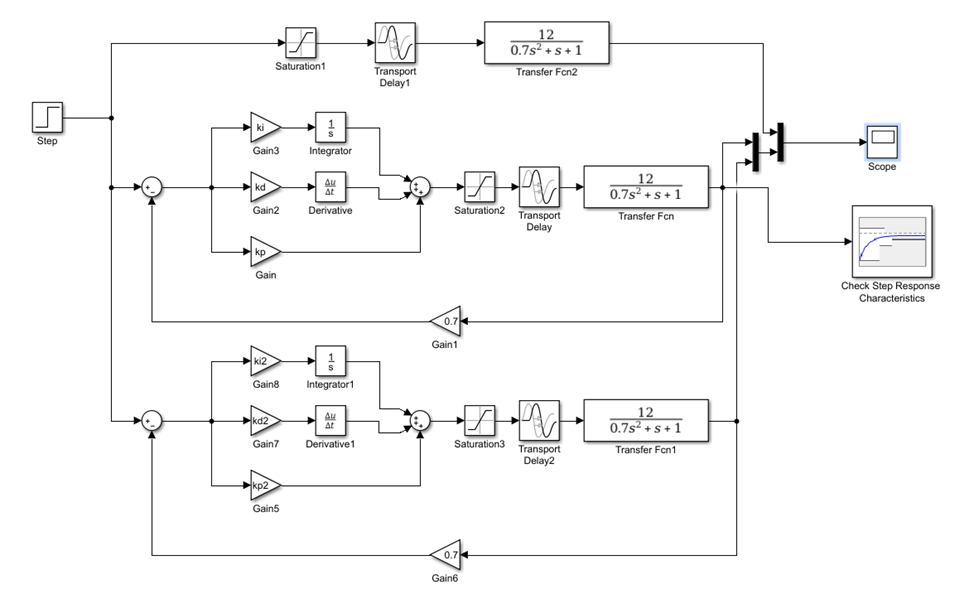 12
0.7s² + s + 1
Saturation1
Transport
Delay1
Transfer Fcn2
Step
ki
1
s
Gain3
Integrator
Scope
+
−
kd
Δu
Δt
+
+
+
12
0.7s² + s + 1
Gain2
Derivative
Saturation2
Transport
Delay
Transfer Fcn
kp
Gain
Check Step Response
Characteristics
0.7
Gain1
ki2
1
s
Gain8
Integrator1
+
−
kd2
Δu
Δt
+
+
+
12
0.7s² + s + 1
Gain7
Derivative1
Saturation3
Transport
Delay2
Transfer Fcn1
kp2
Gain5
0.7
Gain6